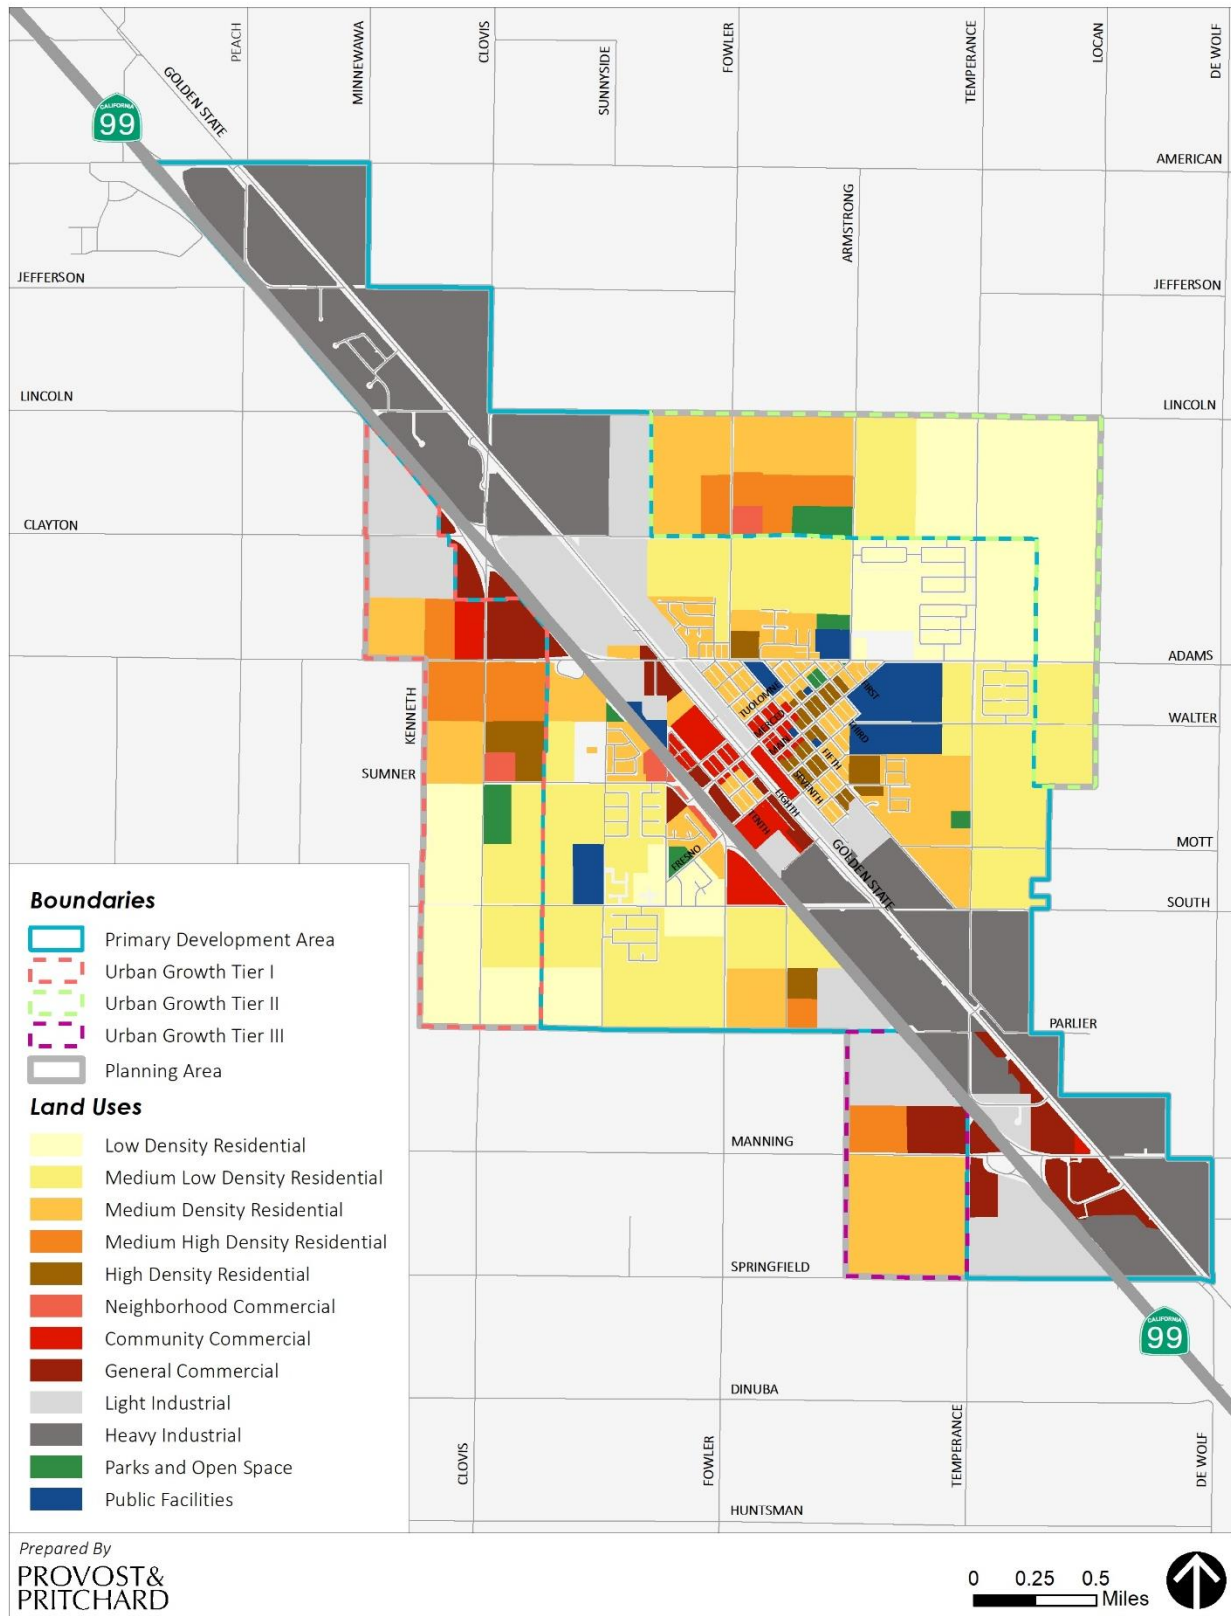 PEACH
MINNEWAWA
CLOVIS
SUNNYSIDE
FOWLER
TEMPERANCE
LOCAN
DE WOLF
GOLDEN STATE
CALIFORNIA
99
AMERICAN
ARMSTRONG
JEFFERSON
JEFFERSON
LINCOLN
LINCOLN
CLAYTON
ADAMS
KENNETH
TUOLOMNE
FIRST
MERCED
WALTER
MAIN
THIRD
FIFTH
SUMNER
SEVENTH
EIGHTH
TENTH
FRESNO
GOLDEN STATE
MOTT
SOUTH
PARLIER
MANNING
SPRINGFIELD
CALIFORNIA
99
DINUBA
CLOVIS
FOWLER
TEMPERANCE
DE WOLF
HUNTSMAN
Boundaries
Primary Development Area
Urban Growth Tier I
Urban Growth Tier II
Urban Growth Tier III
Planning Area
Land Uses
Low Density Residential
Medium Low Density Residential
Medium Density Residential
Medium High Density Residential
High Density Residential
Neighborhood Commercial
Community Commercial
General Commercial
Light Industrial
Heavy Industrial
Parks and Open Space
Public Facilities
Prepared By
PROVOST&
PRITCHARD
0 0.25 0.5
Miles